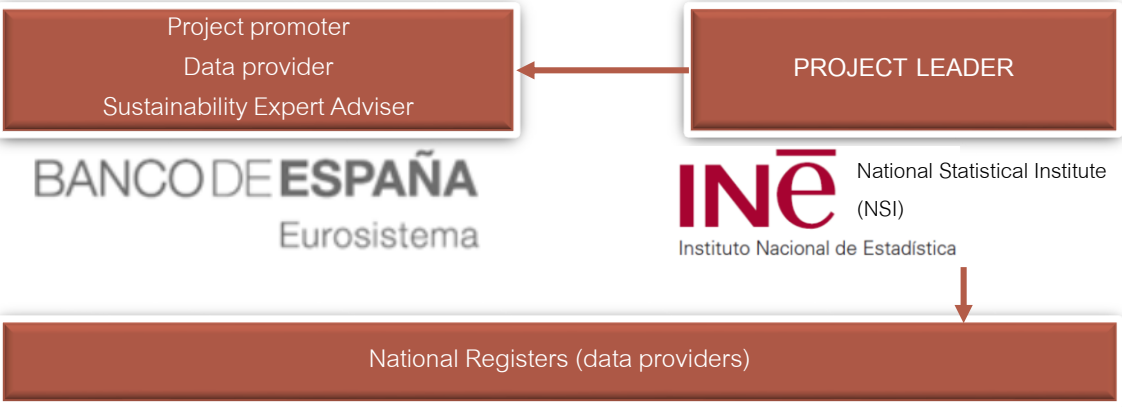 Project promoter
Data provider
Sustainability Expert Adviser
PROJECT LEADER
BANCO DE ESPAÑA
Eurosistema
INe
National Statistical Institute
(NSI)
Instituto Nacional de Estadística
National Registers (data providers)